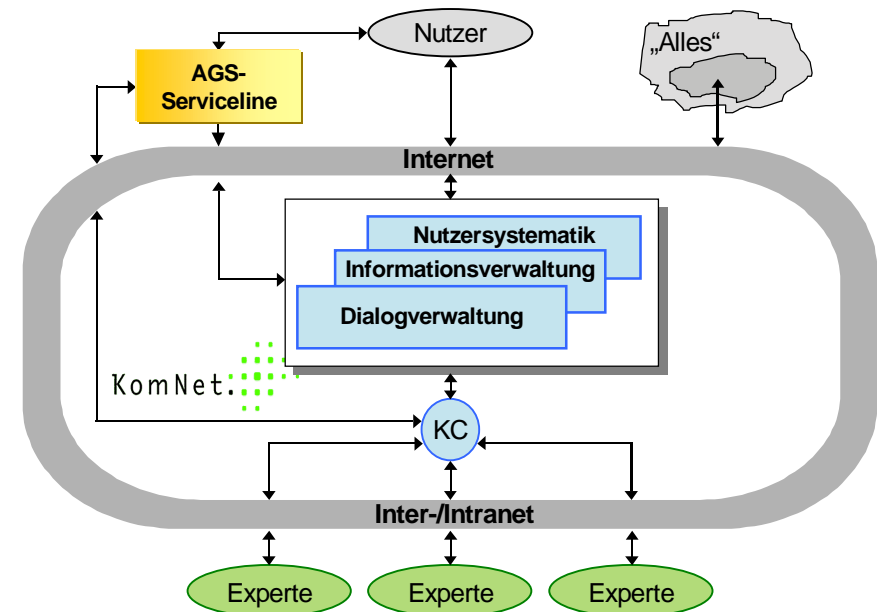 Nutzer
„Alles“
AGS-
Serviceline
Internet
Nutzersystematik
Informationsverwaltung
Dialogverwaltung
KomNet.
KC
Inter-/Intranet
Experte
Experte
Experte